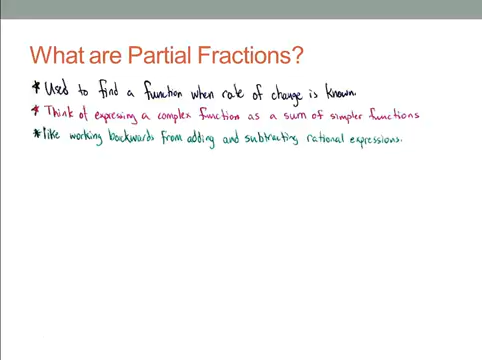 What are Partial Fractions?
* Used to find a function when rate of change is known.
* Think of expressing a complex function as a sum of simpler functions
* like working backwards from adding and subtracting rational expressions.